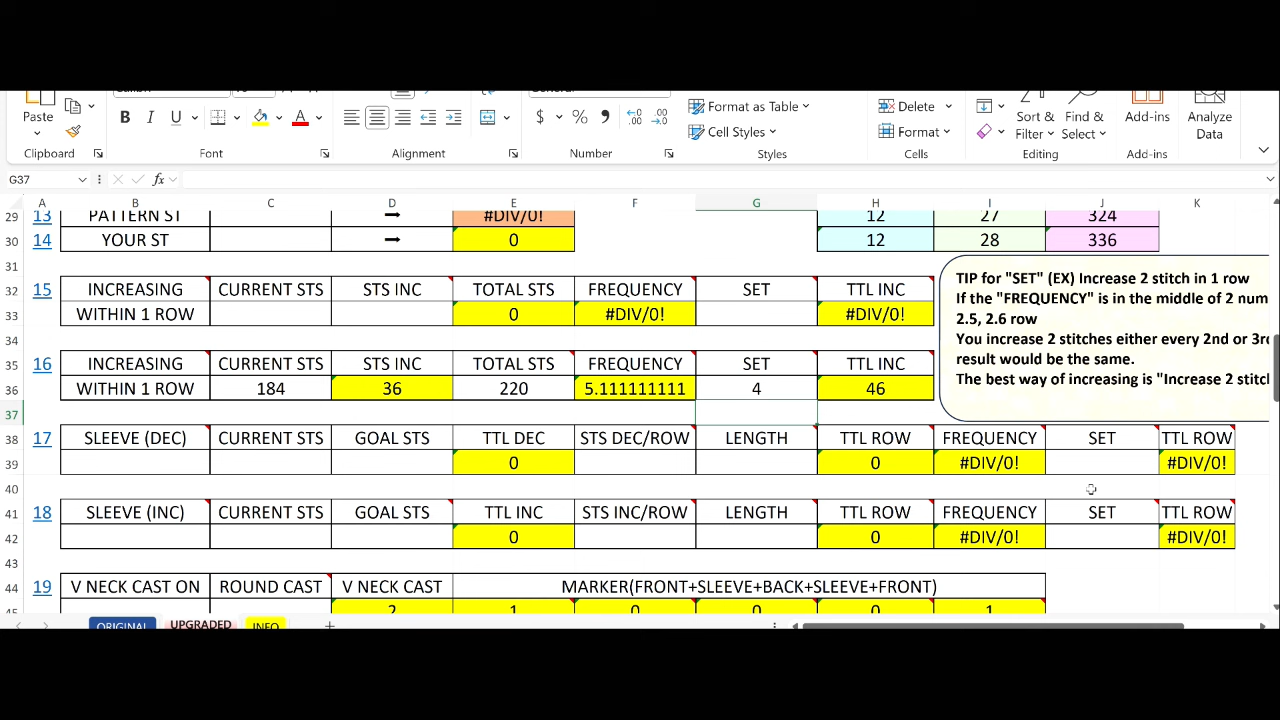 Paste
B I U A
$ % ,
Format as Table
Cell Styles
Delete
Format
Sort & Filter
Find & Select
Add-ins
Analyze Data
Clipboard Font Alignment Number Styles Cells Editing Add-ins
G37 fx
A B C D E F G H I J K
29 13 PATTERN ST ➞ #DIV/0! 12 27 324
30 14 YOUR ST ➞ 0 12 28 336
31
32 15 INCREASING CURRENT STS STS INC TOTAL STS FREQUENCY SET TTL INC
33 WITHIN 1 ROW 0 #DIV/0! #DIV/0!
34
35 16 INCREASING CURRENT STS STS INC TOTAL STS FREQUENCY SET TTL INC
36 WITHIN 1 ROW 184 36 220 5.111111111 4 46
37
38 17 SLEEVE (DEC) CURRENT STS GOAL STS TTL DEC STS DEC/ROW LENGTH TTL ROW FREQUENCY SET TTL ROW
39 0 0 #DIV/0! #DIV/0!
40
41 18 SLEEVE (INC) CURRENT STS GOAL STS TTL INC STS INC/ROW LENGTH TTL ROW FREQUENCY SET TTL ROW
42 0 0 #DIV/0! #DIV/0!
43
44 19 V NECK CAST ON ROUND CAST V NECK CAST MARKER(FRONT+SLEEVE+BACK+SLEEVE+FRONT)
45 2 1 0 0 0 1
TIP for "SET" (EX) Increase 2 stitch in 1 row
If the "FREQUENCY" is in the middle of 2 num
2.5, 2.6 row
You increase 2 stitches either every 2nd or 3r
result would be the same.
The best way of increasing is "Increase 2 stitch
ORIGINAL UPGRADED INFO +